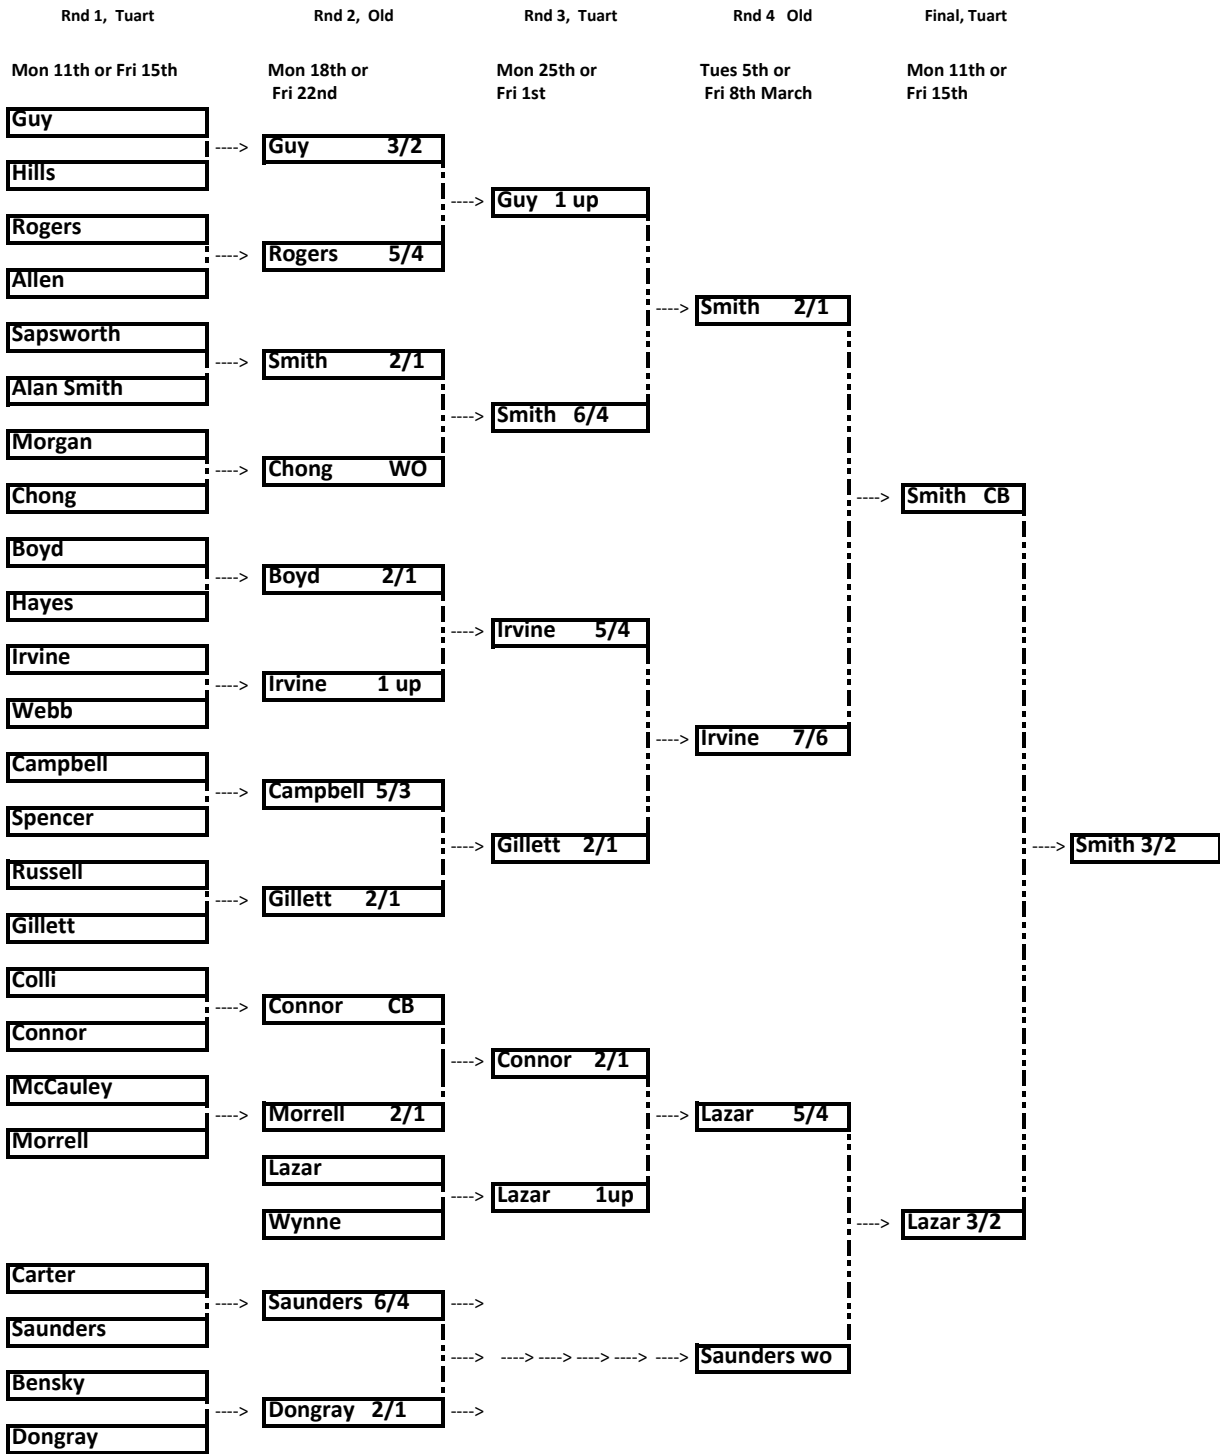 Rnd 1, Tuart Rnd 2, Old Rnd 3, Tuart Rnd 4 Old Final, Tuart
Mon 11th or Fri 15th Mon 18th or Mon 25th or Tues 5th or Mon 11th or
Fri 22nd Fri 1st Fri 8th March Fri 15th
Guy
----> Guy 3/2
Hills
----> Guy 1 up
Rogers
----> Rogers 5/4
Allen
----> Smith 2/1
Sapsworth
----> Smith 2/1
Alan Smith
----> Smith 6/4
Morgan
----> Chong WO
Chong ----> Smith CB
Boyd
----> Boyd 2/1
Hayes
----> Irvine 5/4
Irvine
----> Irvine 1 up
Webb
----> Irvine 7/6
Campbell
----> Campbell 5/3
Spencer
----> Gillett 2/1 ----> Smith 3/2
Russell
----> Gillett 2/1
Gillett
Colli
----> Connor CB
Connor
----> Connor 2/1
McCauley
----> Morrell 2/1 ----> Lazar 5/4
Morrell
Lazar
----> Lazar 1up
Wynne ----> Lazar 3/2
Carter
----> Saunders 6/4 ---->
Saunders
----> ----> ----> ----> ----> ----> Saunders wo
Bensky
----> Dongray 2/1 ---->
Dongray